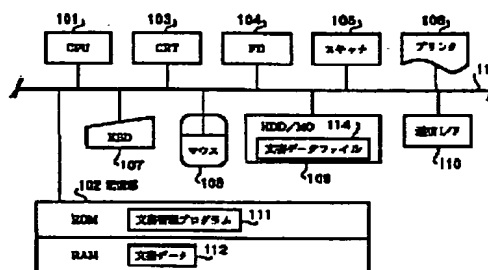 101 103 104 105 106
CPU CRT FD スキャナ プリンタ
11
KBD マウス HDD/MO 114 通信I/F
文書データファイル
107 108 109 110
102 記憶部
ROM 文書管理プログラム 111
RAM 文書データ 112